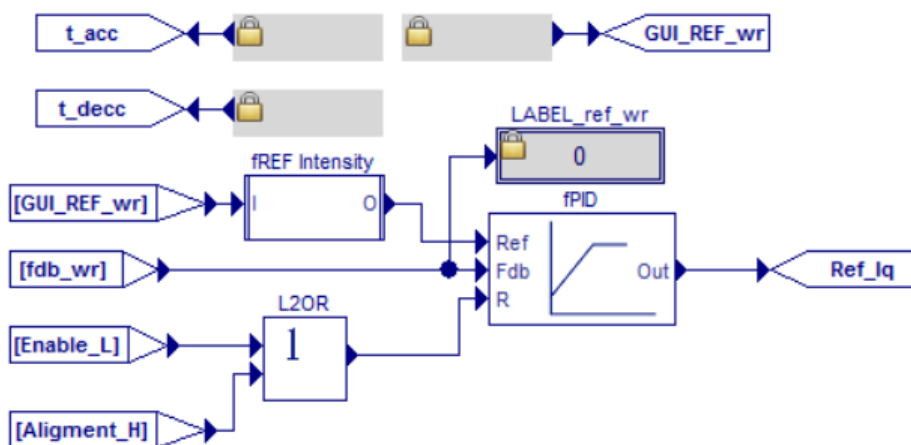 t_acc
GUI_REF_wr
t_decc
LABEL_ref_wr
0
fREF Intensity
fPID
[GUI_REF_wr]
I
O
Ref
[fdb_wr]
Fdb
Out
Ref_Iq
R
L2OR
[Enable_L]
1
[Aligment_H]